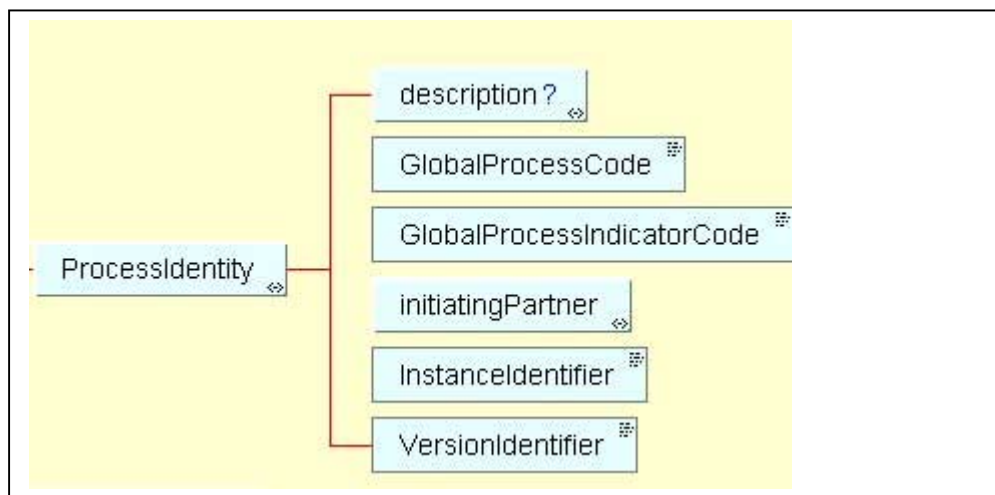 description?
GlobalProcessCode
GlobalProcessIndicatorCode
ProcessIdentity
initiatingPartner
InstanceIdentifier
VersionIdentifier